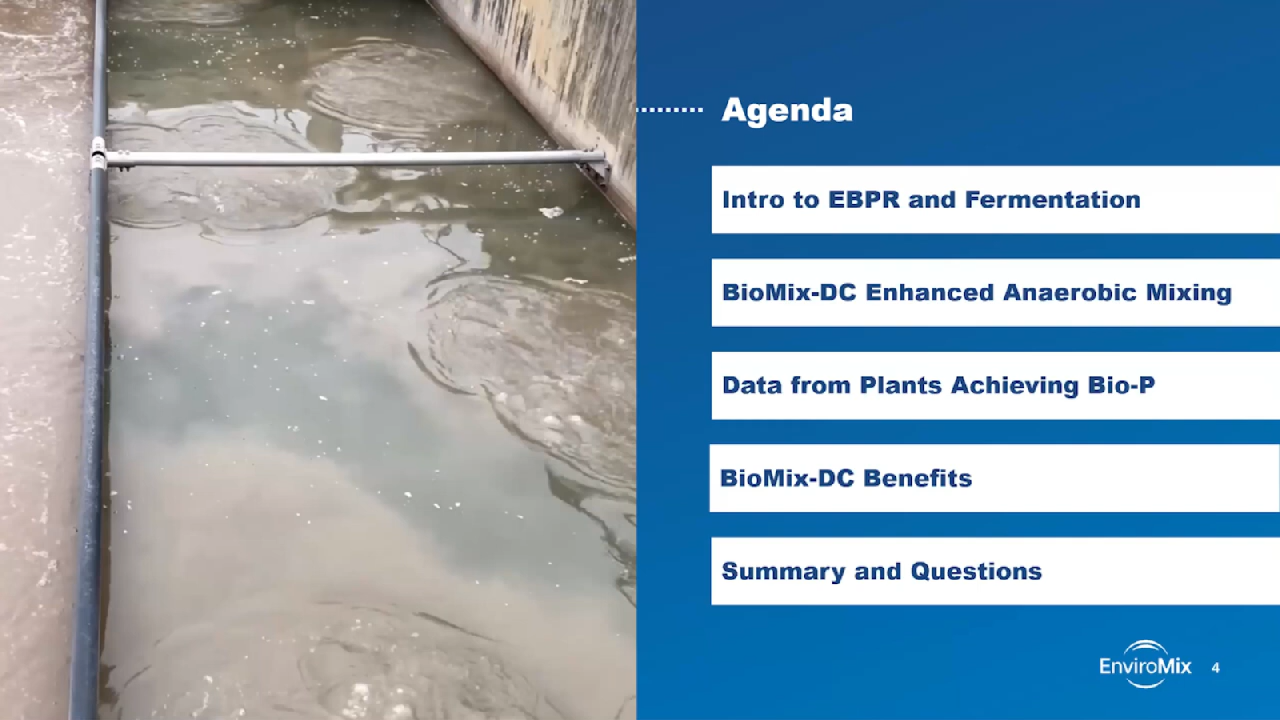 Agenda
Intro to EBPR and Fermentation
BioMix-DC Enhanced Anaerobic Mixing
Data from Plants Achieving Bio-P
BioMix-DC Benefits
Summary and Questions
EnviroMix 4